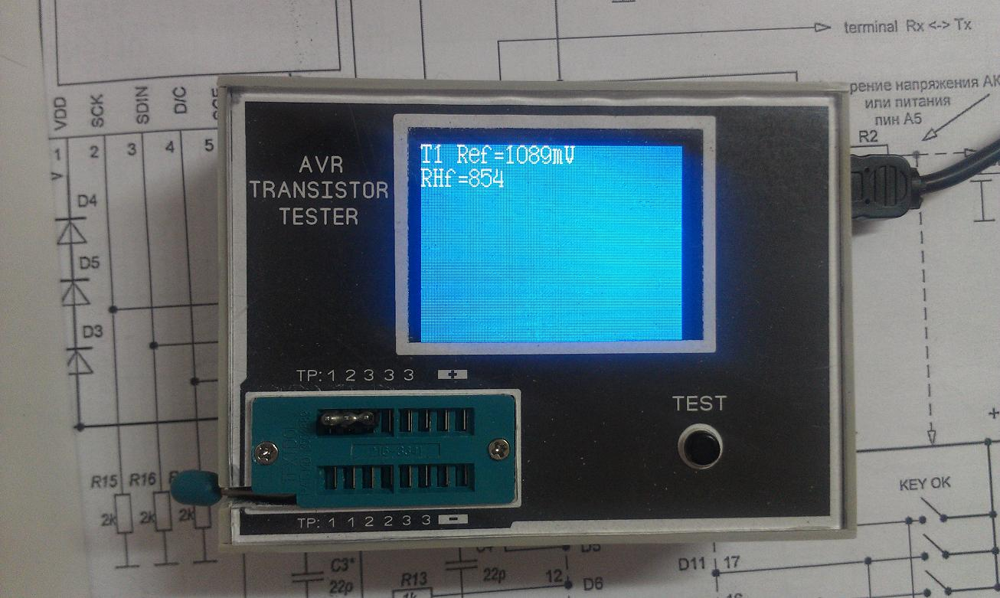 terminal Rx <-> Tx
рение напряжения АК
или питания
пин А5
R2
VDD
SCK
SDIN
D/C
1
2
3
4
5
V
D4
D5
D3
AVR
TRANSISTOR
TESTER
T1 Ref=1089mV
RHf=854
TP: 1 2 3 3 3 +
TEST
TP: 1 1 2 2 3 3 -
R15
R16
2k
2k
2k
KEY OK
C3*
22p
R13
1k
22p
12
D5
D6
D11
17
16
+